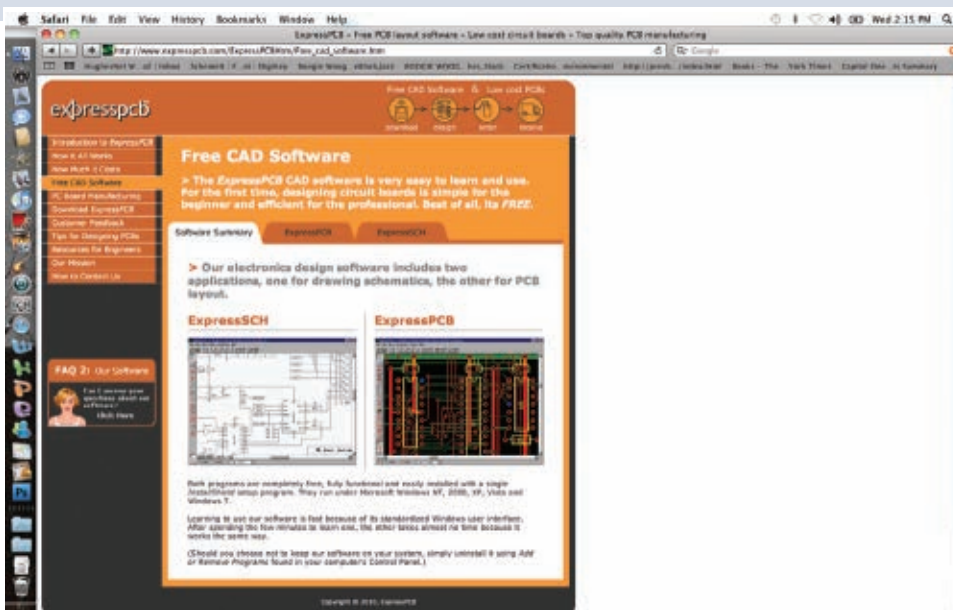 Safari File Edit View History Bookmarks Window Help
Wed 2:15 PM
ExpressPCB - Free PCB layout software - Low cost circuit boards - Top quality PCB manufacturing
http://www.expresspcb.com/ExpressPCBHtm/Free_cad_software.htm
Google
expresspcb
Free CAD Software & Low cost PCBs
Introduction to ExpressPCB
How It All Works
How Much it Costs
Free CAD Software
PC Board Manufacturing
Download ExpressPCB
Customer Feedback
Tips for Designing PCBs
Resources for Engineers
Our Mission
How to Contact Us
FAQ 2: Our Software
Click Here
Free CAD Software
> The ExpressPCB CAD software is very easy to learn and use.
For the first time, designing circuit boards is simple for the
beginner and efficient for the professional. Best of all, its FREE.
Software Summary ExpressPCB ExpressSCH
> Our electronics design software includes two
applications, one for drawing schematics, the other for PCB
layout.
ExpressSCH ExpressPCB
Both programs are completely free, fully functional and easily installed with a single
setup program. They run under Microsoft Windows NT, 2000, XP, Vista and
Windows 7.
Learning to use our software is fast because of its standardized Windows user interface.
After spending the few minutes to learn one, the other takes almost no time because it
works the same way.
(Should you choose not to keep our software on your system, simply uninstall it using Add
or Remove Programs found in your computer's Control Panel.)
Copyright © 2010, ExpressPCB